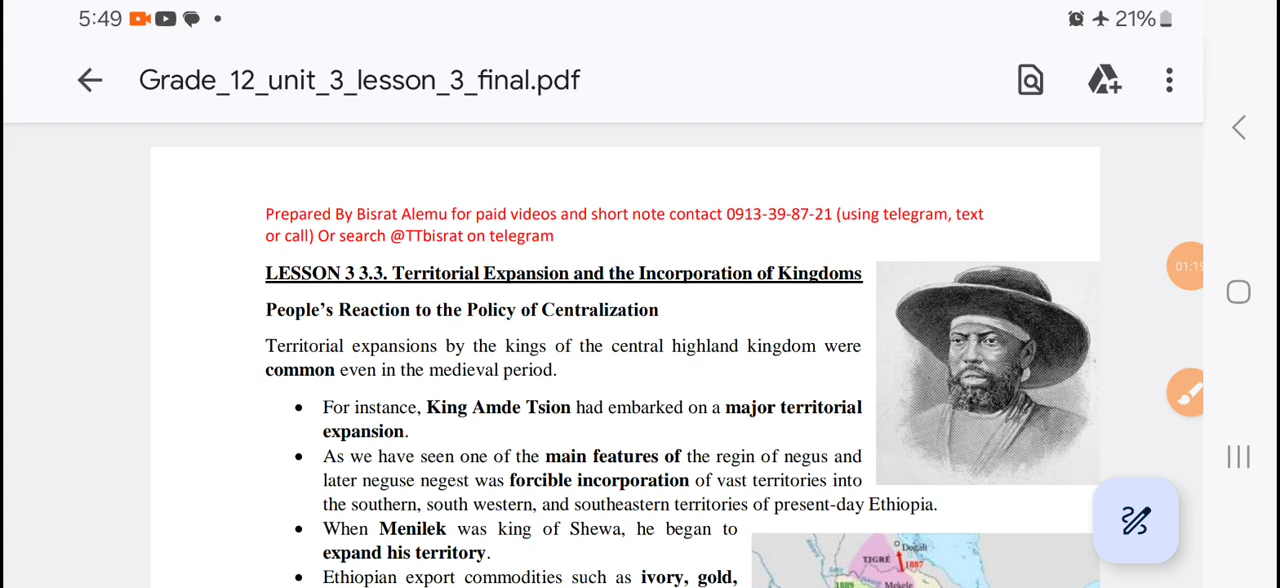 5:49
21%
Grade_12_unit_3_lesson_3_final.pdf
Prepared By Bisrat Alemu for paid videos and short note contact 0913-39-87-21 (using telegram, text
or call) Or search @TTbisrat on telegram
LESSON 3 3.3. Territorial Expansion and the Incorporation of Kingdoms
People's Reaction to the Policy of Centralization
Territorial expansions by the kings of the central highland kingdom were
common even in the medieval period.
• For instance, King Amde Tsion had embarked on a major territorial
expansion.
• As we have seen one of the main features of the regin of negus and
later neguse negest was forcible incorporation of vast territories into
the southern, south western, and southeastern territories of present-day Ethiopia.
• When Menilek was king of Shewa, he began to
expand his territory.
• Ethiopian export commodities such as ivory, gold,
01:19
Dogali
TIGRÉ
1887
1889
Mekele